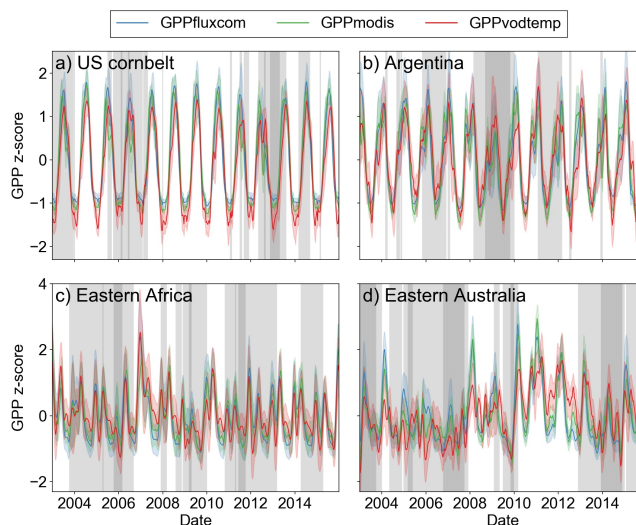 GPPfluxcom GPPmodis GPPvodtemp
a) US cornbelt
b) Argentina
GPP z-score
2
1
0
−1
−2
c) Eastern Africa
d) Eastern Australia
GPP z-score
4
2
0
−2
2004 2006 2008 2010 2012 2014
2004 2006 2008 2010 2012 2014
Date
Date